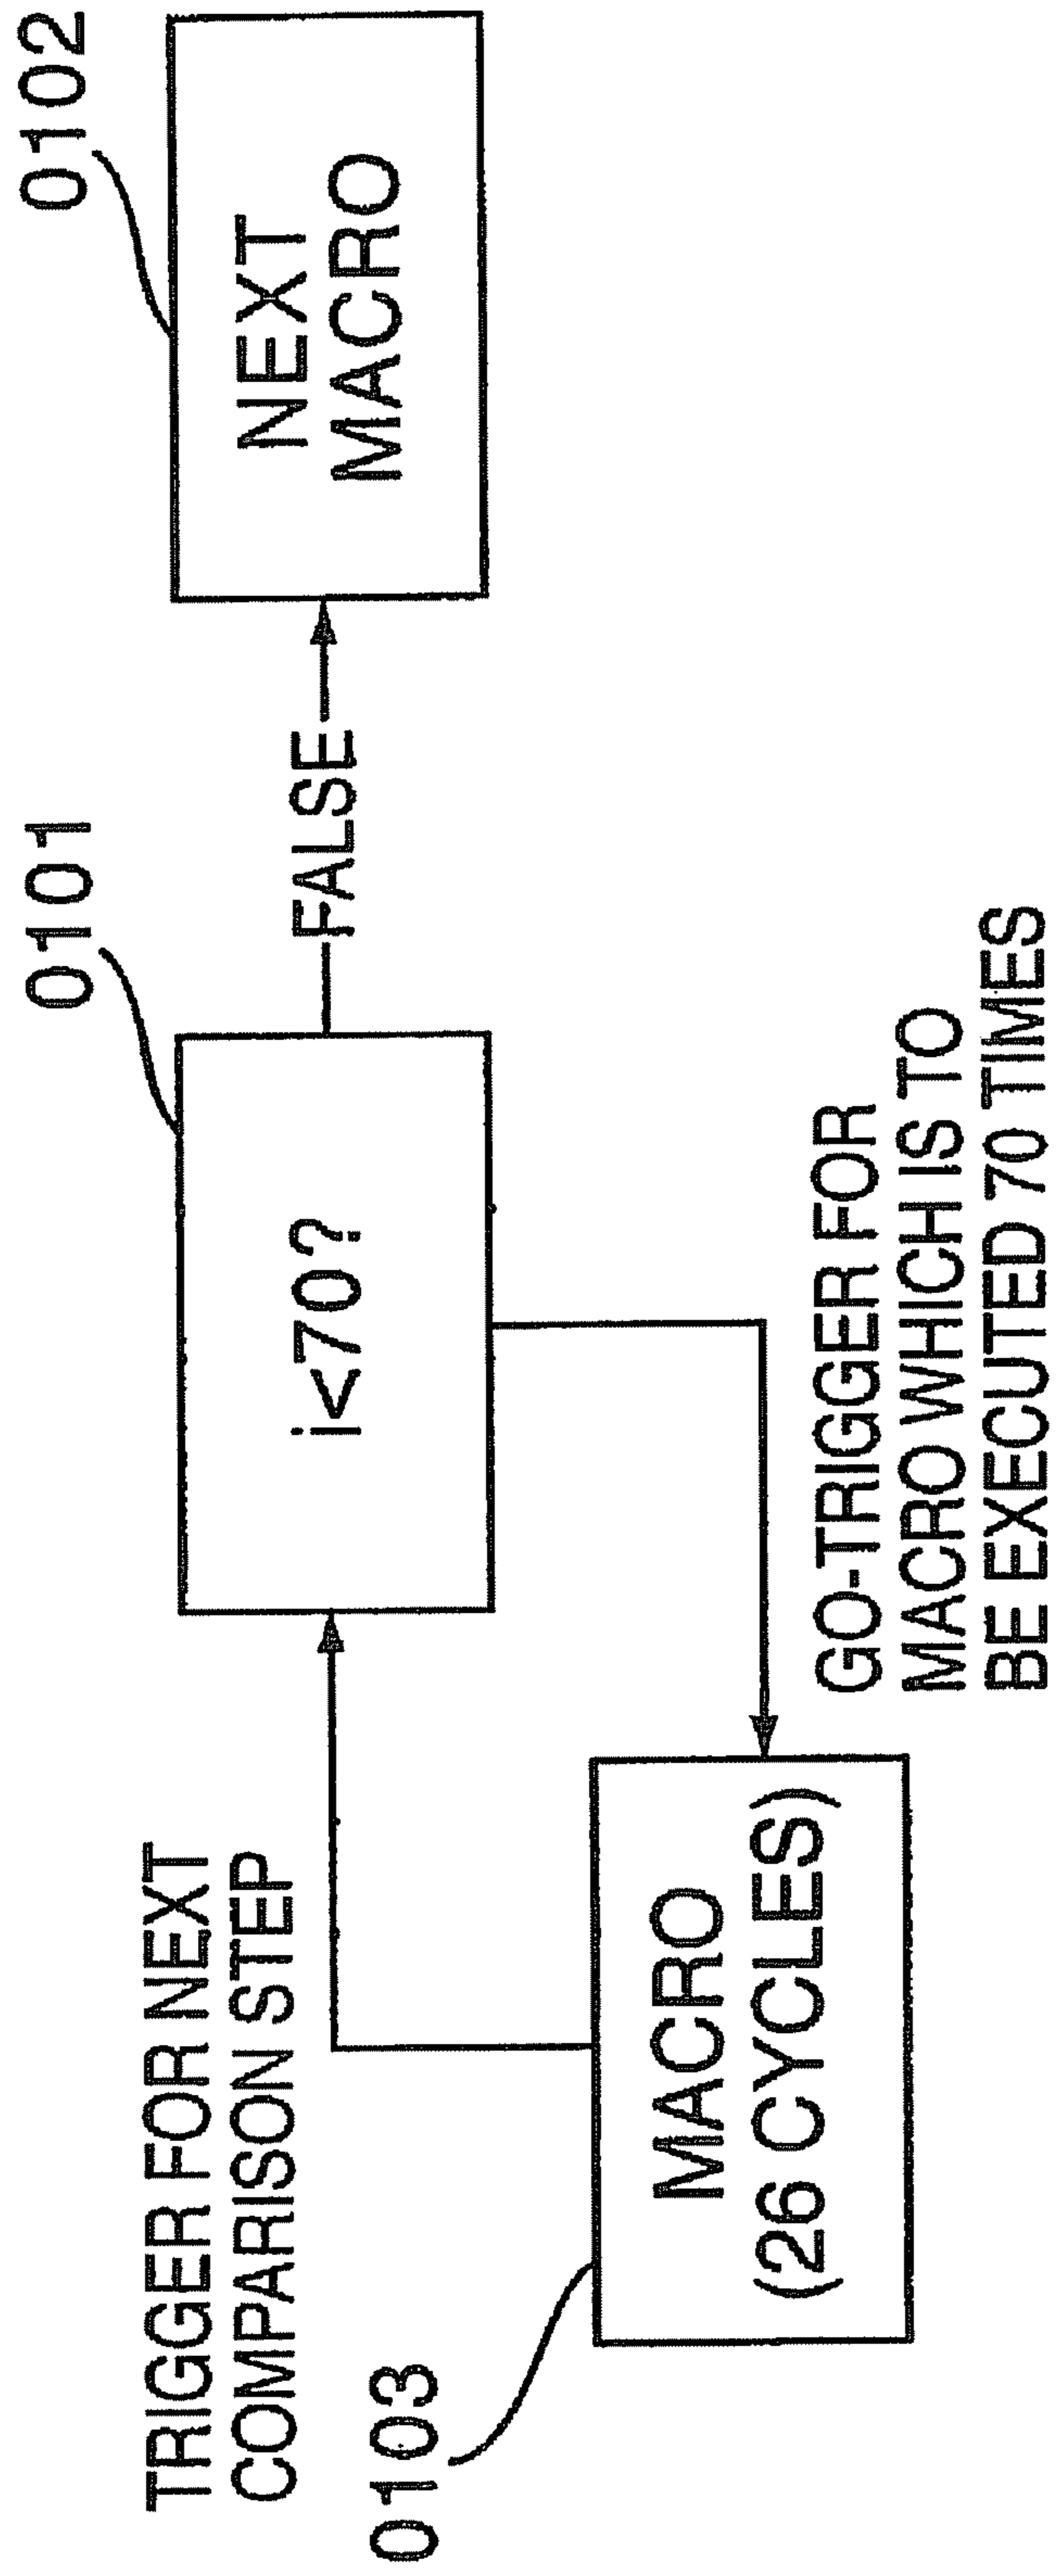 TRIGGER FOR NEXT
COMPARISON STEP
0103
MACRO
(26 CYCLES)
0101
i<70?
GO-TRIGGER FOR
MACRO WHICH IS TO
BE EXECUTED 70 TIMES
FALSE
0102
NEXT
MACRO